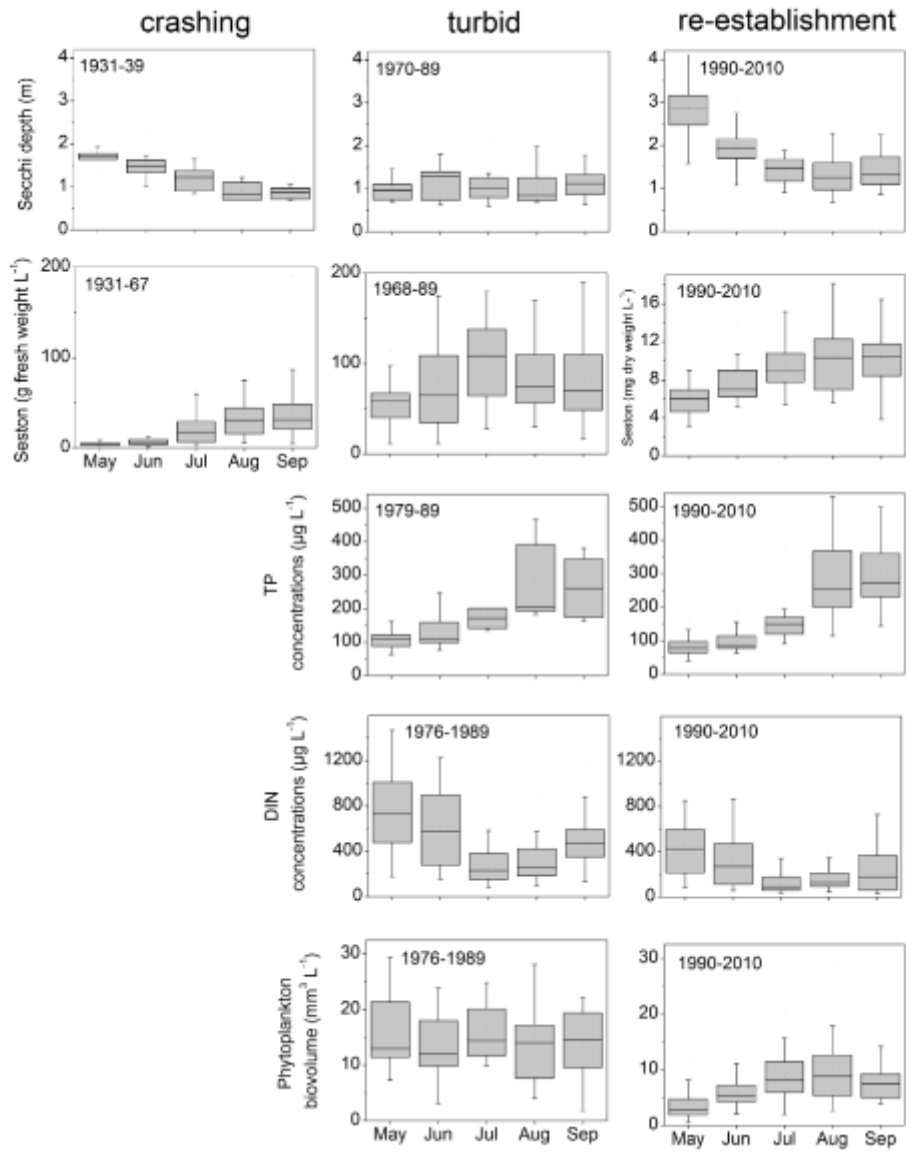 crashing turbid re-establishment
4 1931-39 4 1970-89 4 1990-2010
Secchi depth (m)
3 3 3
2 2 2
1 1 1
0 0 0
200 1931-67 200 1968-89 1990-2010
Seston (g fresh weight L⁻¹)
Seston (mg dry weight L-)
16
12
100 100
8
4
0 0 0
May Jun Jul Aug Sep
500 1979-89 500 1990-2010
TP
concentrations (µg L⁻¹)
400 400
300 300
200 200
100 100
0 0
1976-1989 1990-2010
DIN
concentrations (µg L⁻¹)
1200 1200
800 800
400 400
0 0
30 1976-1989 30 1990-2010
Phytoplankton
biovolume (mm³ L⁻¹)
20 20
10 10
0 0
May Jun Jul Aug Sep May Jun Jul Aug Sep